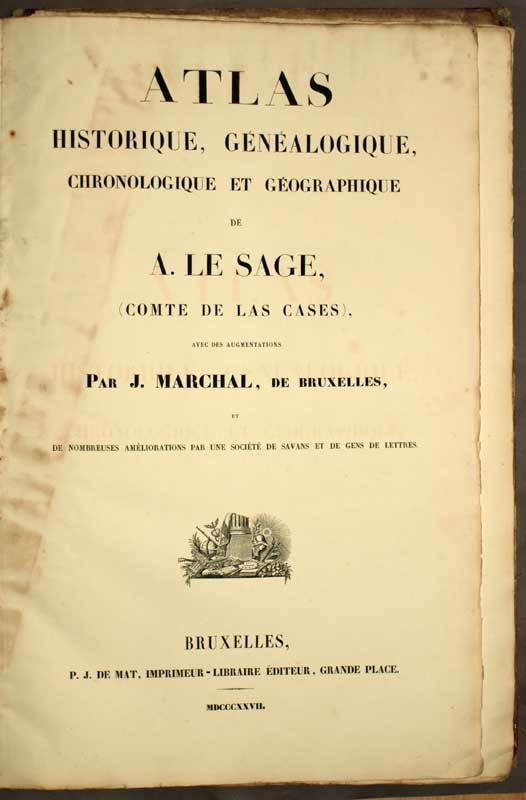 ATLAS
HISTORIQUE, GÉNÉALOGIQUE,
CHRONOLOGIQUE ET GÉOGRAPHIQUE
DE
A. LE SAGE,
(COMTE DE LAS CASES),
AVEC DES AUGMENTATIONS
PAR J. MARCHAL, DE BRUXELLES,
ET
DE NOMBREUSES AMÉLIORATIONS PAR UNE SOCIÉTÉ DE SAVANS ET DE GENS DE LETTRES.
BRUXELLES,
P. J. DE MAT, IMPRIMEUR-LIBRAIRE ÉDITEUR, GRANDE PLACE.
MDCCCXXVII.